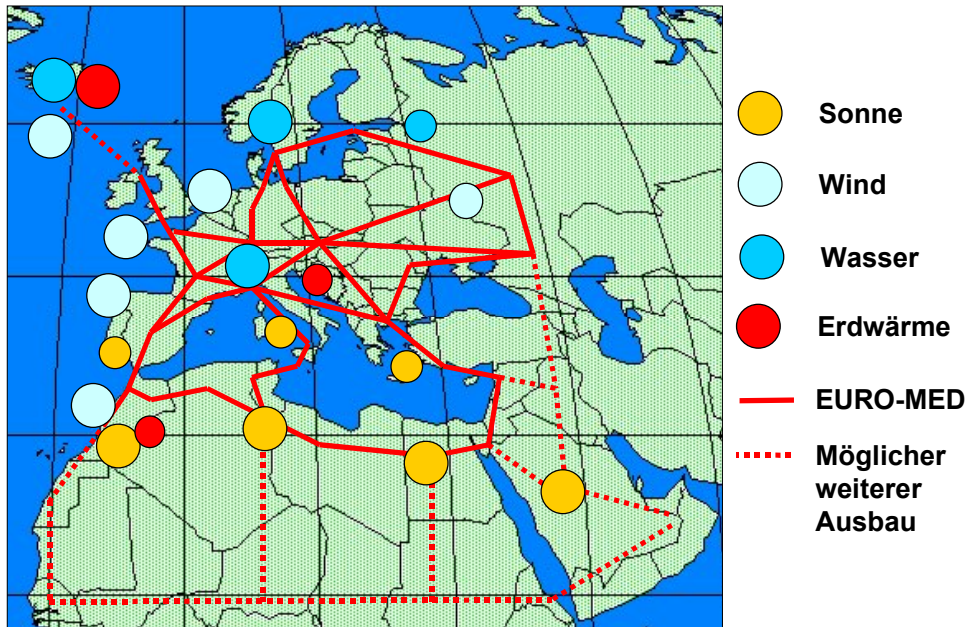 Sonne
Wind
Wasser
Erdwärme
EURO-MED
Möglicher
weiterer
Ausbau